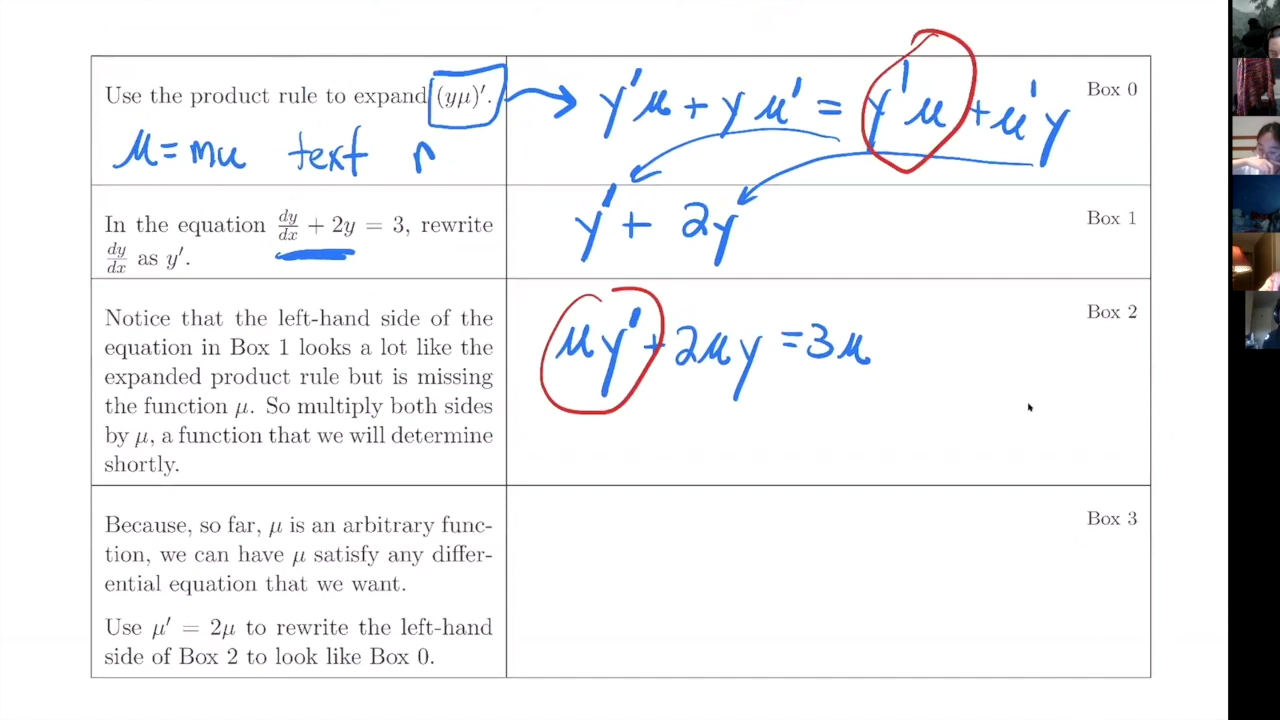 Use the product rule to expand (yμ)′.
μ = mu text
y′μ + yμ′ = y′μ + μ′y
Box 0
In the equation dy/dx + 2y = 3, rewrite
dy/dx as y′.
y′ + 2y
Box 1
Notice that the left-hand side of the
equation in Box 1 looks a lot like the
expanded product rule but is missing
the function μ. So multiply both sides
by μ, a function that we will determine
shortly.
μy′ + 2μy = 3μ
Box 2
Because, so far, μ is an arbitrary func-
tion, we can have μ satisfy any differ-
ential equation that we want.
Use μ′ = 2μ to rewrite the left-hand
side of Box 2 to look like Box 0.
Box 3